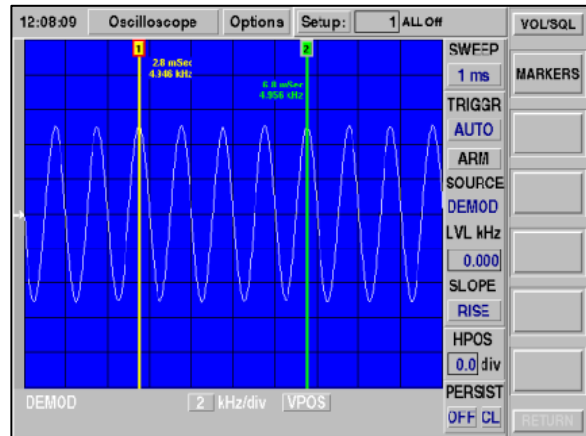 12:08:09 Oscilloscope Options Setup: 1 ALL Off
VOL/SQL
1
2
SWEEP
1 ms
MARKERS
2.8 mSec
4.946 kHz
6.8 mSec
4.956 kHz
TRIGGR
AUTO
ARM
SOURCE
DEMOD
LVL kHz
0.000
SLOPE
RISE
HPOS
0.0 div
PERSIST
OFF CL
DEMOD 2 kHz/div VPOS
RETURN